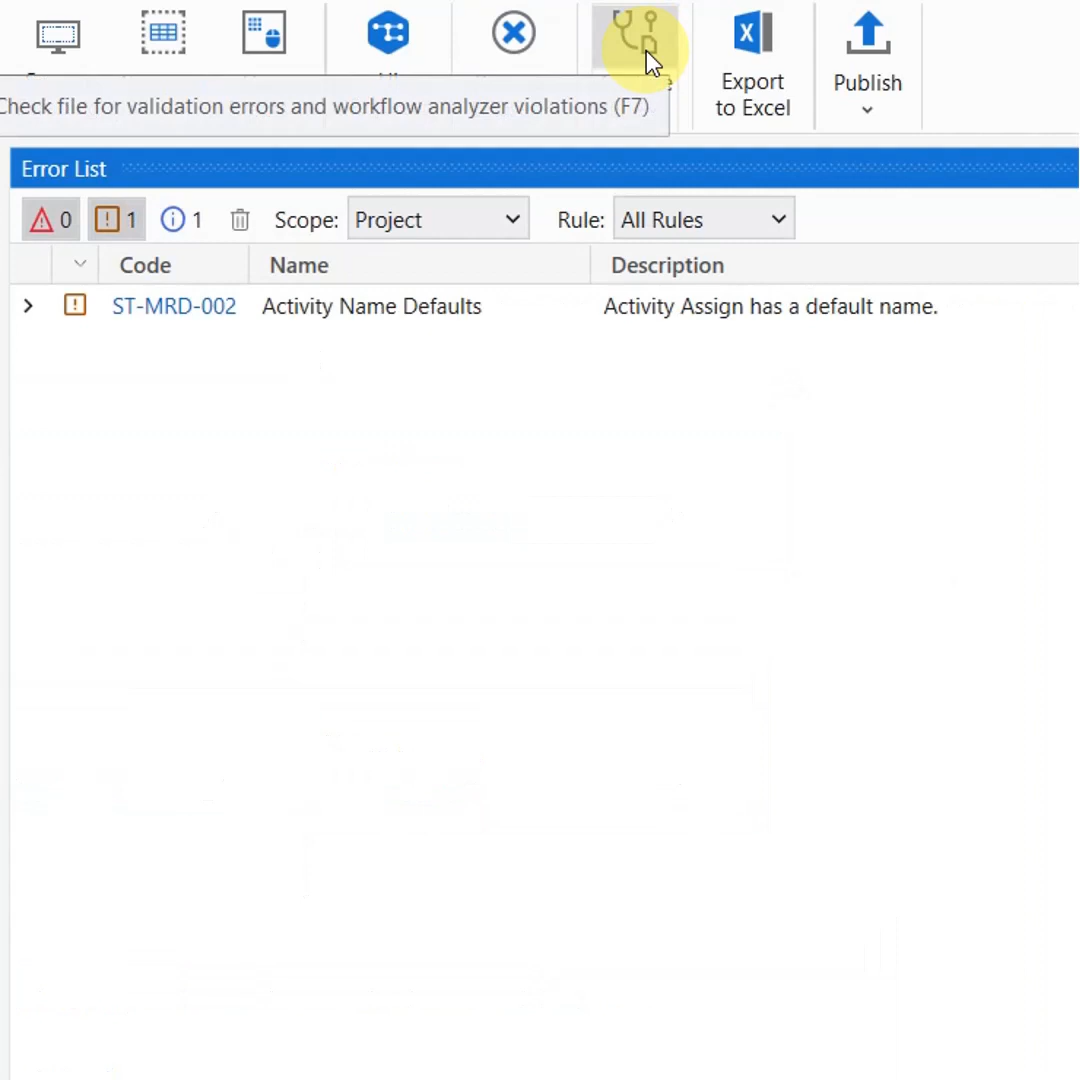 Export
to Excel
Publish
Check file for validation errors and workflow analyzer violations (F7)
Error List
0 1 1 Scope: Project Rule: All Rules
Code Name Description
ST-MRD-002 Activity Name Defaults Activity Assign has a default name.